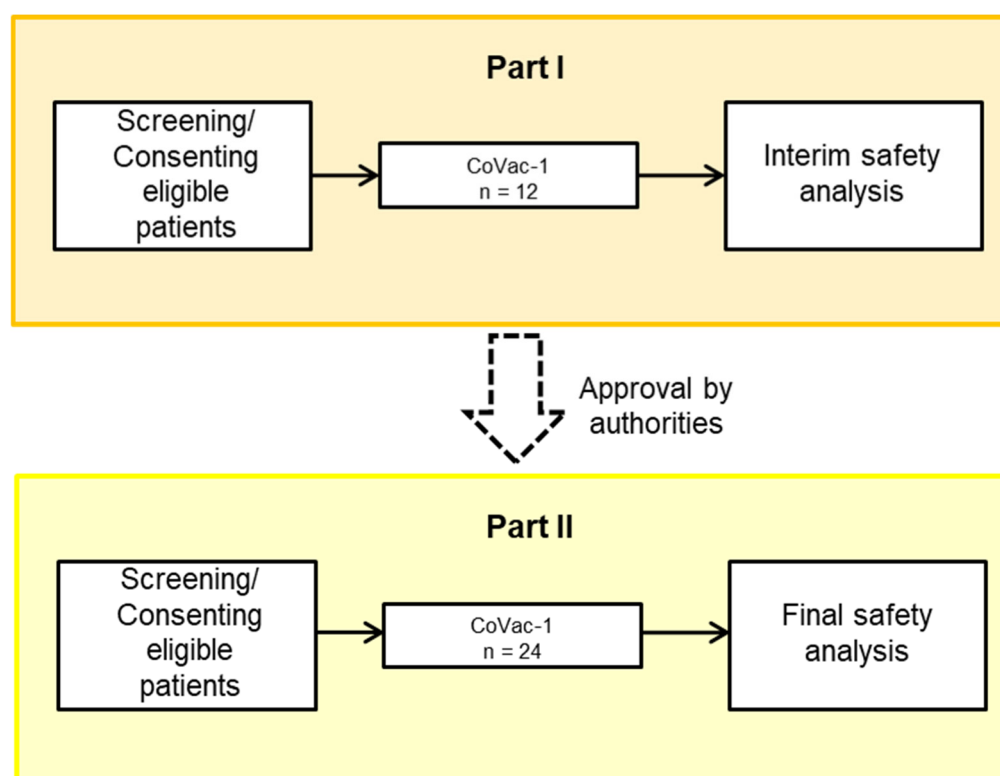 Part I
Screening/
Consenting
eligible
patients
CoVac-1
n = 12
Interim safety
analysis
Approval by
authorities
Part II
Screening/
Consenting
eligible
patients
CoVac-1
n = 24
Final safety
analysis